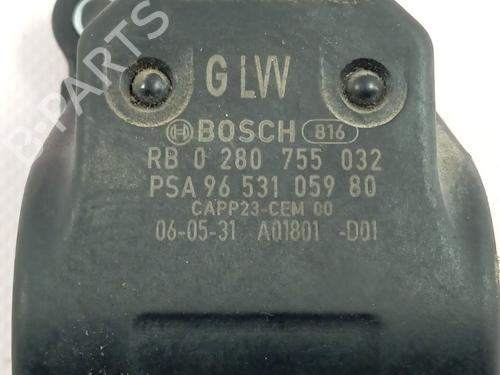 G LW
BOSCH 816
RB 0 280 755 032
PSA 96 531 059 80
CAPP23-CEM 00
06-05-31 A01801 -D01
B-PARTS